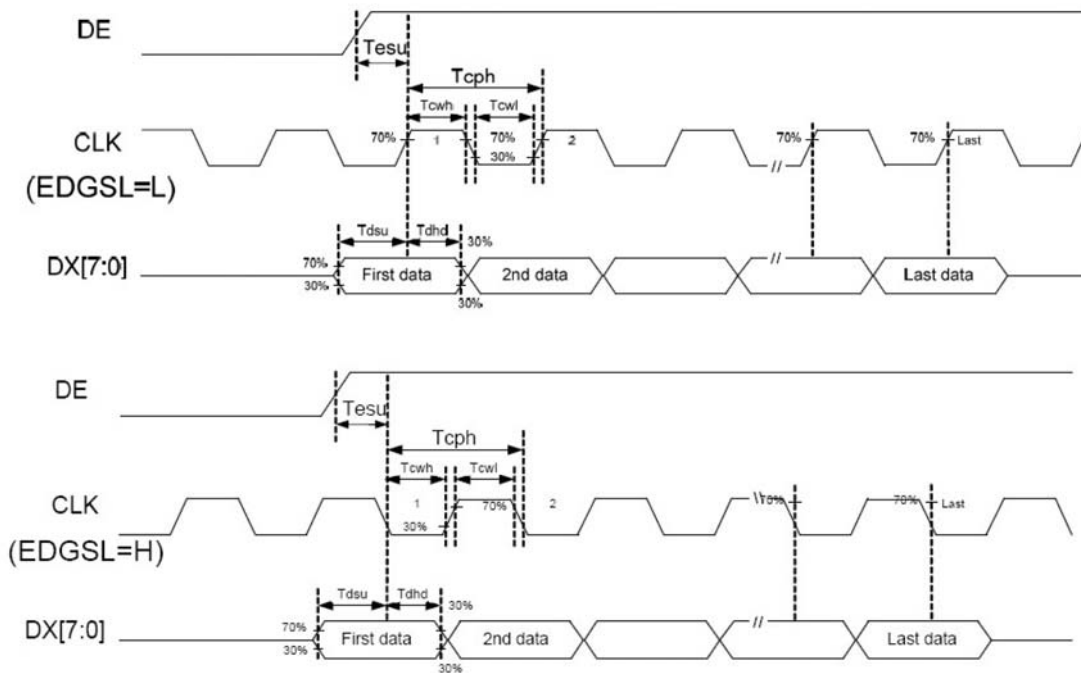 DE
Tesu
Tcph
Tcwh
Tcwl
CLK
70%
1
70%
30%
2
70%
70%
Last
(EDGSL=L)
//
Tdsu
Tdhd
30%
DX[7:0]
70%
30%
First data
2nd data
//
Last data
30%
DE
Tesu
Tcph
Tcwh
Tcwl
CLK
1
30%
70%
2
\\
70%
70%
Last
(EDGSL=H)
Tdsu
Tdhd
30%
DX[7:0]
70%
30%
First data
2nd data
//
Last data
30%